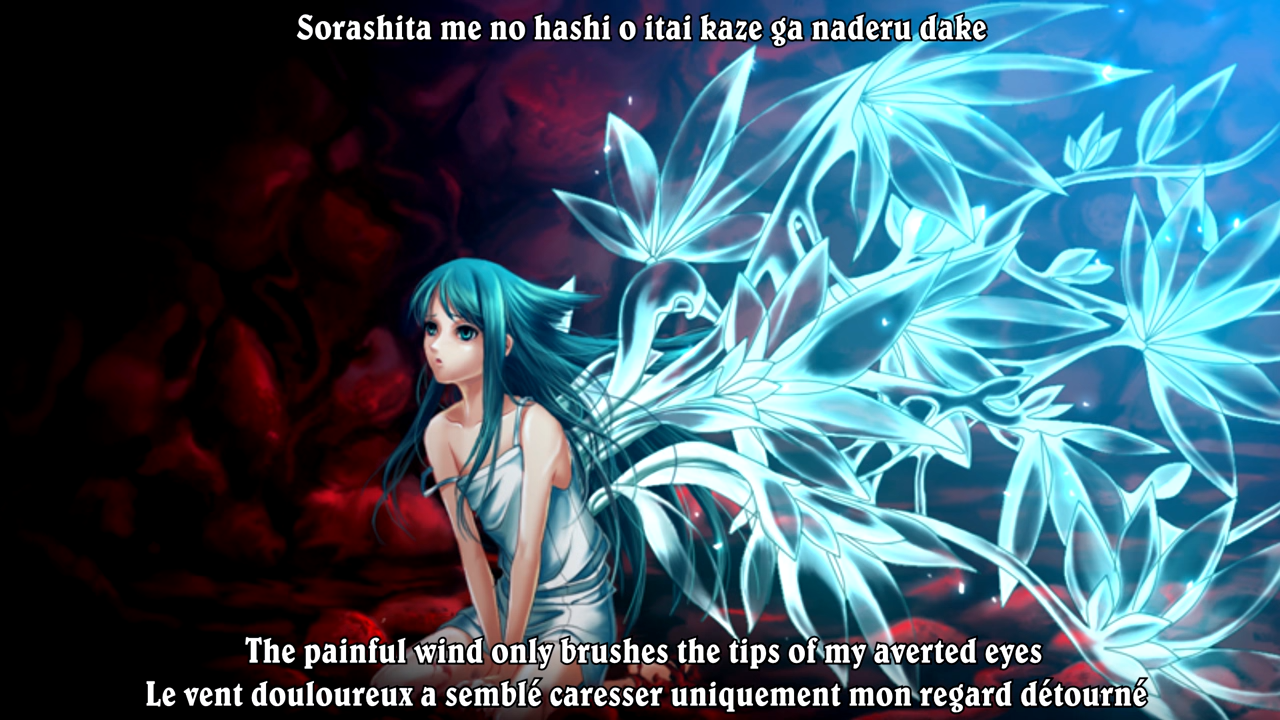 Sorashita me no hashi o itai kaze ga naderu dake
The painful wind only brushes the tips of my averted eyes
Le vent douloureux a semblé caresser uniquement mon regard détourné